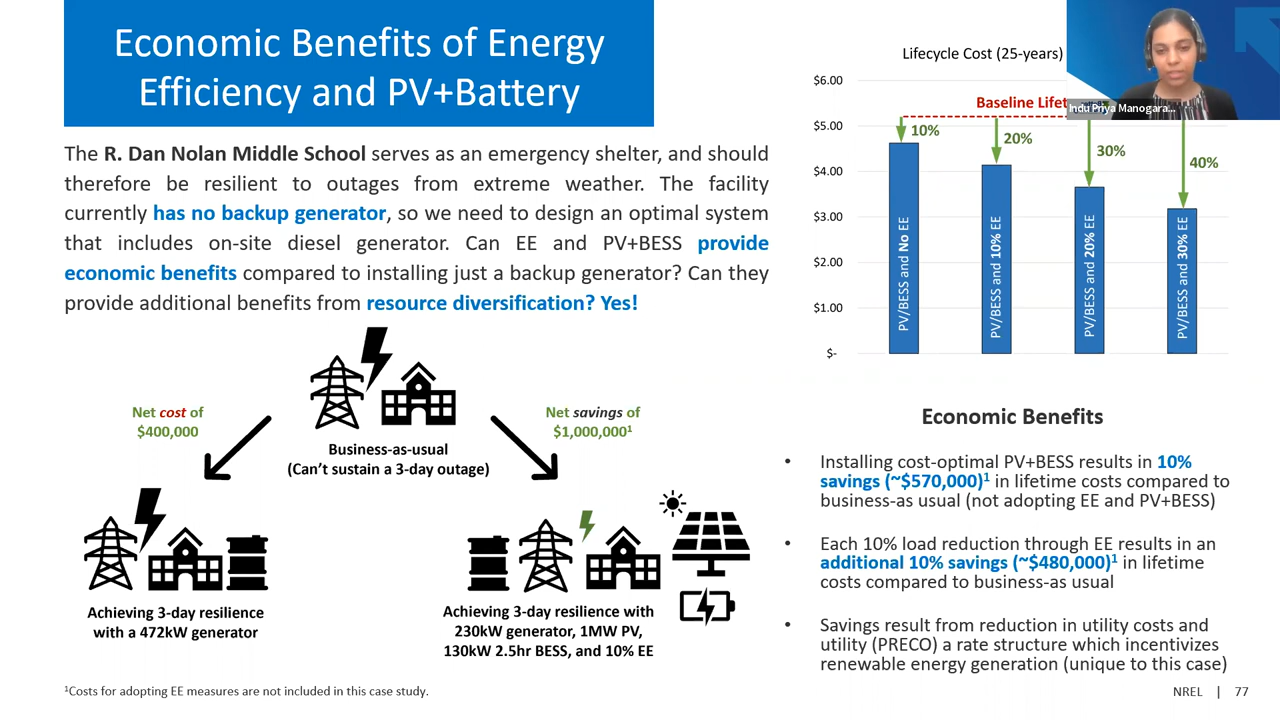 Economic Benefits of Energy
Efficiency and PV+Battery
The R. Dan Nolan Middle School serves as an emergency shelter, and should
therefore be resilient to outages from extreme weather. The facility
currently has no backup generator, so we need to design an optimal system
that includes on-site diesel generator. Can EE and PV+BESS provide
economic benefits compared to installing just a backup generator? Can they
provide additional benefits from resource diversification? Yes!
Net cost of
$400,000
Net savings of
$1,000,000¹
Business-as-usual
(Can't sustain a 3-day outage)
Achieving 3-day resilience
with a 472kW generator
Achieving 3-day resilience with
230kW generator, 1MW PV,
130kW 2.5hr BESS, and 10% EE
¹Costs for adopting EE measures are not included in this case study.
Lifecycle Cost (25-years)
Indu Priya Manogara...
$6.00
$5.00
$4.00
$3.00
$2.00
$1.00
$-
Baseline
10%
20%
30%
40%
PV/BESS and No EE
PV/BESS and 10% EE
PV/BESS and 20% EE
PV/BESS and 30% EE
Economic Benefits
• Installing cost-optimal PV+BESS results in 10%
savings (~$570,000)¹ in lifetime costs compared to
business-as usual (not adopting EE and PV+BESS)
• Each 10% load reduction through EE results in an
additional 10% savings (~$480,000)¹ in lifetime
costs compared to business-as usual
• Savings result from reduction in utility costs and
utility (PRECO) a rate structure which incentivizes
renewable energy generation (unique to this case)
NREL | 77